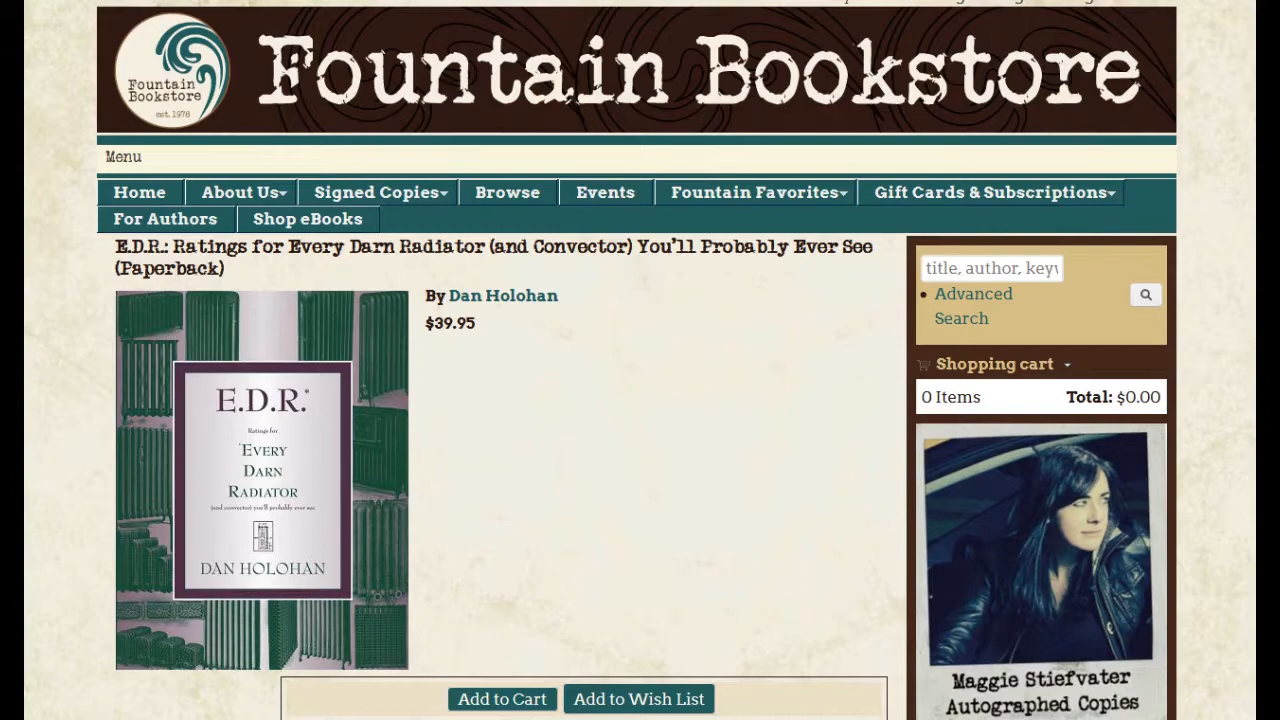 Fountain
Bookstore
est. 1978
Fountain Bookstore
Menu
Home
About Us
Signed Copies
Browse
Events
Fountain Favorites
Gift Cards & Subscriptions
For Authors
Shop eBooks
E.D.R.: Ratings for Every Darn Radiator (and Convector) You'll Probably Ever See
(Paperback)
By Dan Holohan
$39.95
E.D.R.*
Ratings for
*EVERY
DARN
RADIATOR
(and convector) you'll probably ever see
DAN HOLOHAN
Add to Cart
Add to Wish List
title, author, keyw
Advanced
Search
Shopping cart
0 Items Total: $0.00
Maggie Stiefvater
Autographed Copies